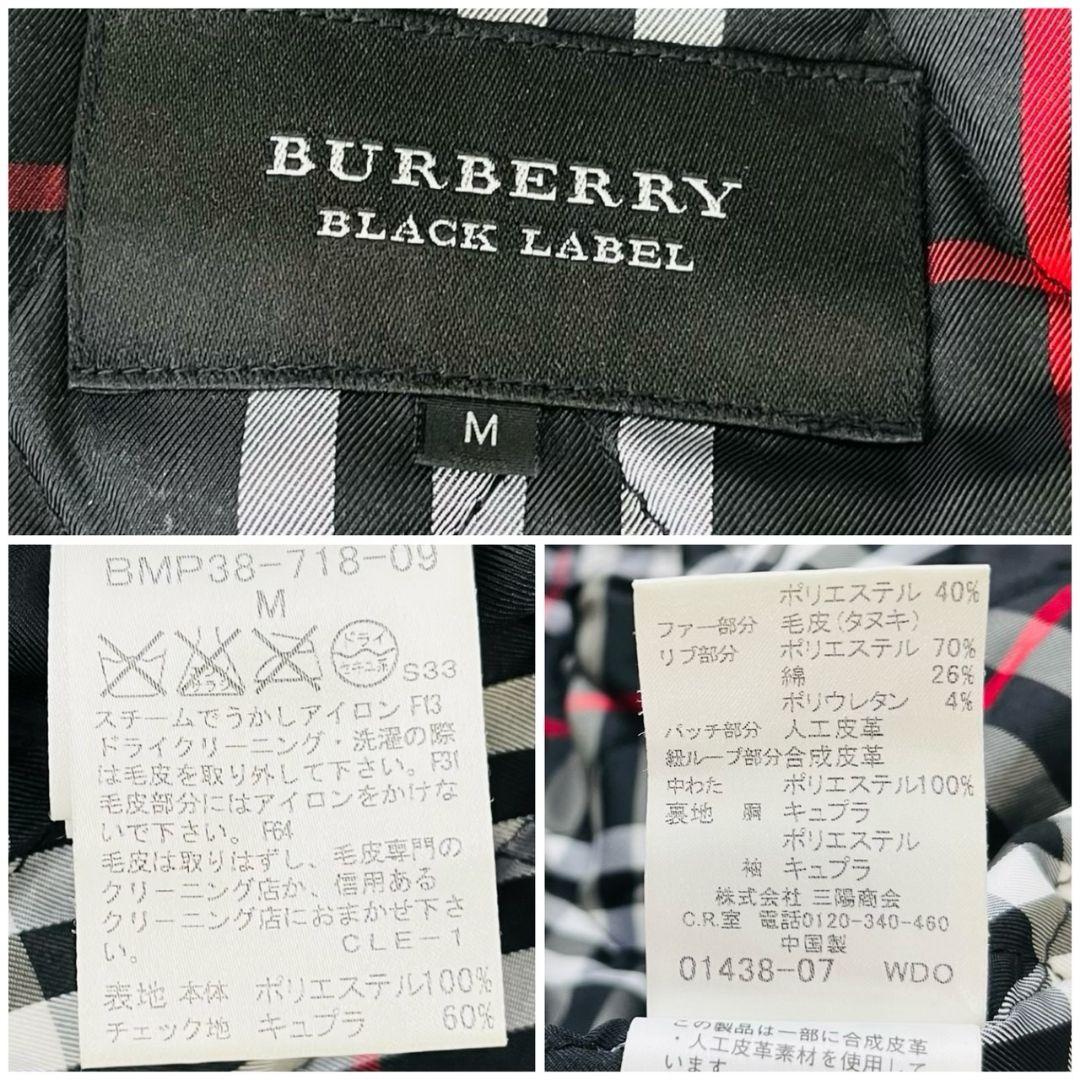 BURBERRY
BLACK LABEL
M
BMP38-718-09
M
ドライ
セキユ系
S33
スチームでうかしアイロン F13
ドライクリーニング・洗濯の際
は毛皮を取り外して下さい。F31
毛皮部分にはアイロンをかけな
いで下さい。F64
毛皮は取りはずし、毛皮専門の
クリーニング店か、信用ある
クリーニング店におまかせ下さ
い。 CLE-1
表地 本体 ポリエステル100%
チェック地 キュプラ 60%
ポリエステル 40%
ファー部分 毛皮(タヌキ)
リブ部分 ポリエステル 70%
綿 26%
ポリウレタン 4%
パッチ部分 人工皮革
紐ループ部分 合成皮革
中わた ポリエステル100%
裏地 胴 キュプラ
ポリエステル
袖 キュプラ
株式会社 三陽商会
C.R.室 電話0120-340-460
中国製
01438-07 WDO
この製品は一部に合成皮革
・人工皮革素材を使用して
います